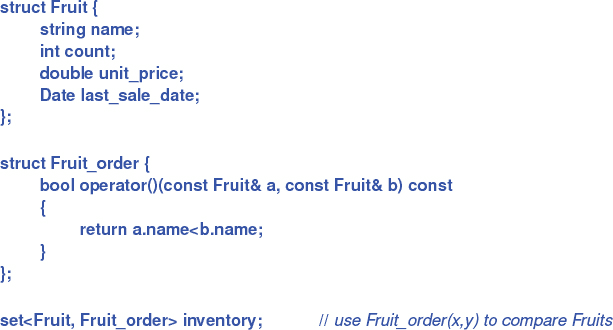 struct Fruit {
string name;
int count;
double unit_price;
Date last_sale_date;
};
struct Fruit_order {
bool operator()(const Fruit& a, const Fruit& b) const
{
return a.name<b.name;
}
};
set<Fruit, Fruit_order> inventory; // use Fruit_order(x,y) to compare Fruits